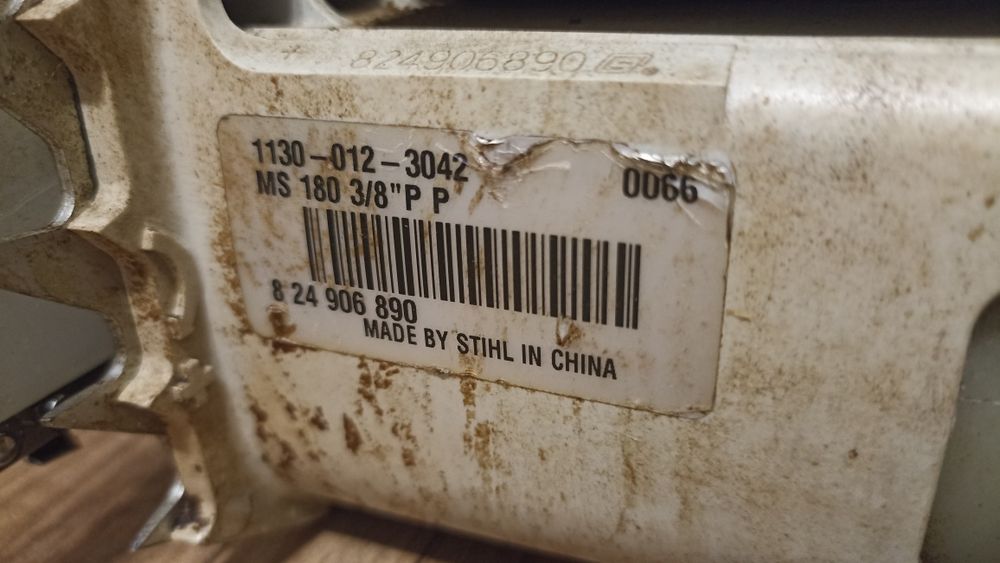 824906890
1130-012-3042 0066
MS 180 3/8"P P
8 24 906 890
MADE BY STIHL IN CHINA